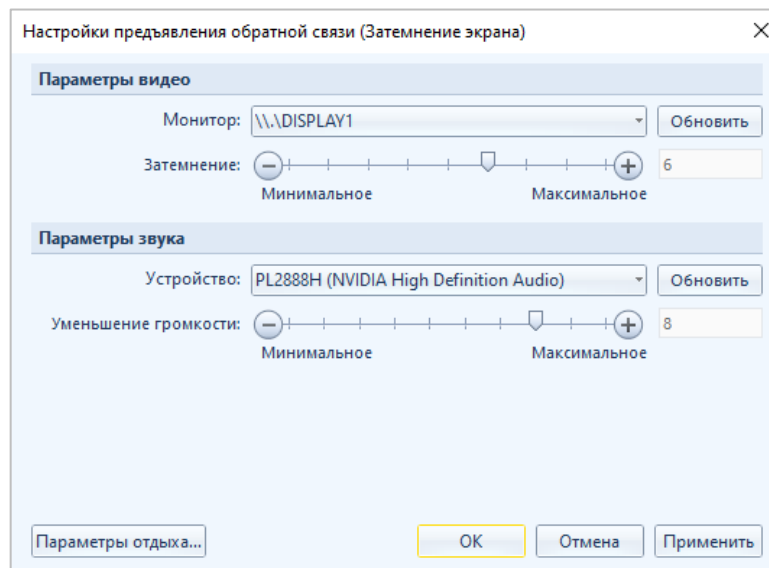 Настройки предъявления обратной связи (Затемнение экрана)
Параметры видео
Монитор: \\.\DISPLAY1 Обновить
Затемнение: 6
Минимальное Максимальное
Параметры звука
Устройство: PL2888H (NVIDIA High Definition Audio) Обновить
Уменьшение громкости: 8
Минимальное Максимальное
Параметры отдыха... ОК Отмена Применить